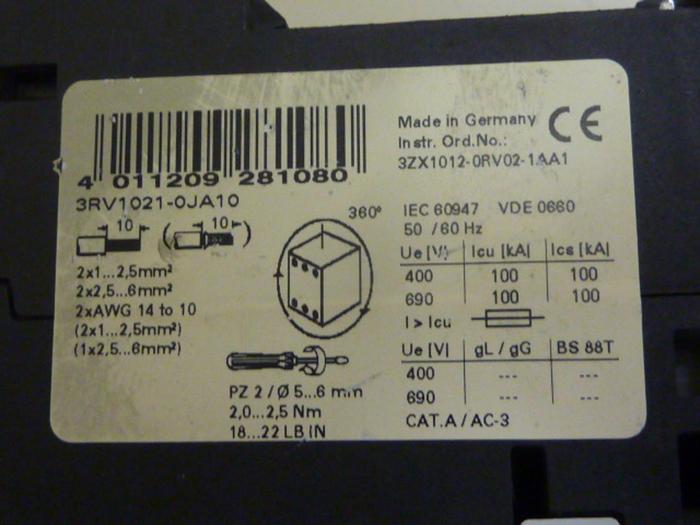 4 011209 281080
3RV1021-0JA10
10
( 10 )
2x1...2,5mm²
2x2,5...6mm²
2xAWG 14 to 10
(2x1...2,5mm²)
(1x2,5...6mm²)
360°
PZ 2 / Ø 5...6 mm
2,0...2,5 Nm
18...22 LB IN
Made in Germany CE
Instr. Ord.No.:
3ZX1012-0RV02-1AA1
IEC 60947 VDE 0660
50 / 60 Hz
Ue [V] Icu [kA] Ics [kA]
400 100 100
690 100 100
I > Icu
Ue [V] gL / gG BS 88T
400 --- ---
690 --- ---
CAT.A / AC-3